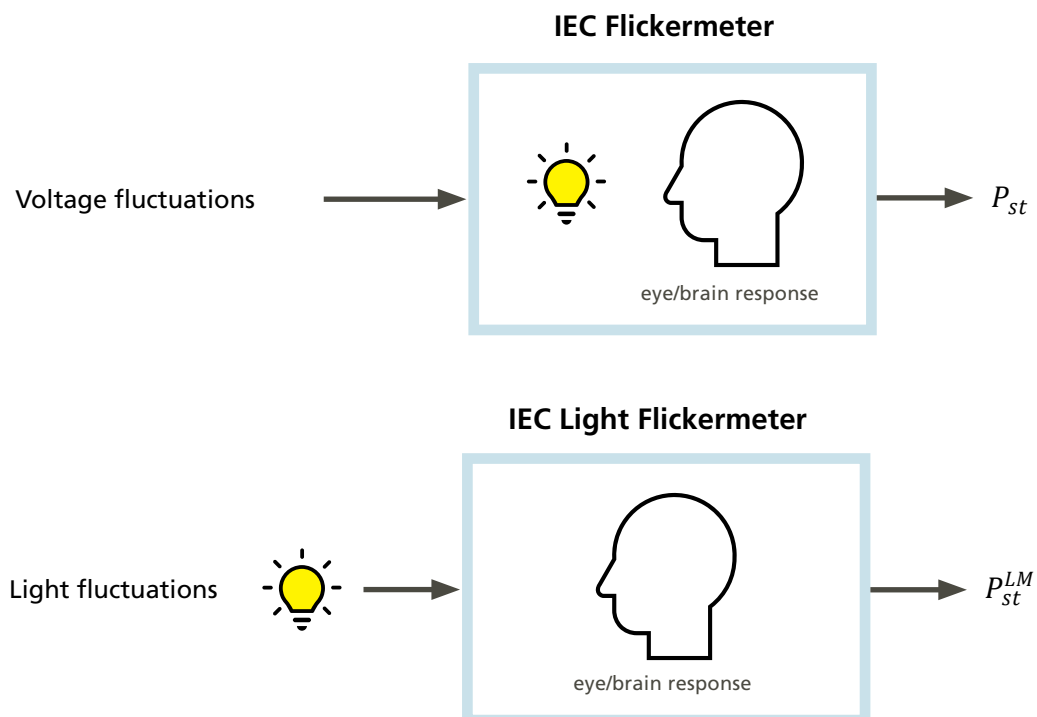 IEC Flickermeter
Voltage fluctuations
P_st
eye/brain response
IEC Light Flickermeter
Light fluctuations
P_st^LM
eye/brain response